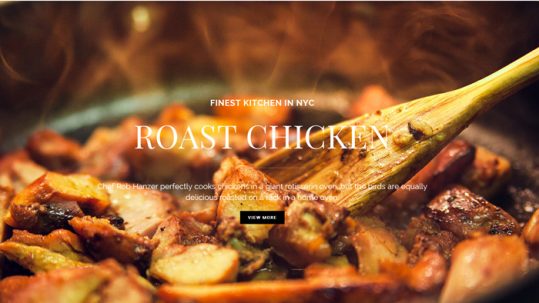 FINEST KITCHEN IN NYC
ROAST CHICKEN
Chef Rob Hanzer perfectly cooks chickens in a giant rotisserie oven, but the birds are equally
delicious roasted on a rack in a home oven.
VIEW MORE